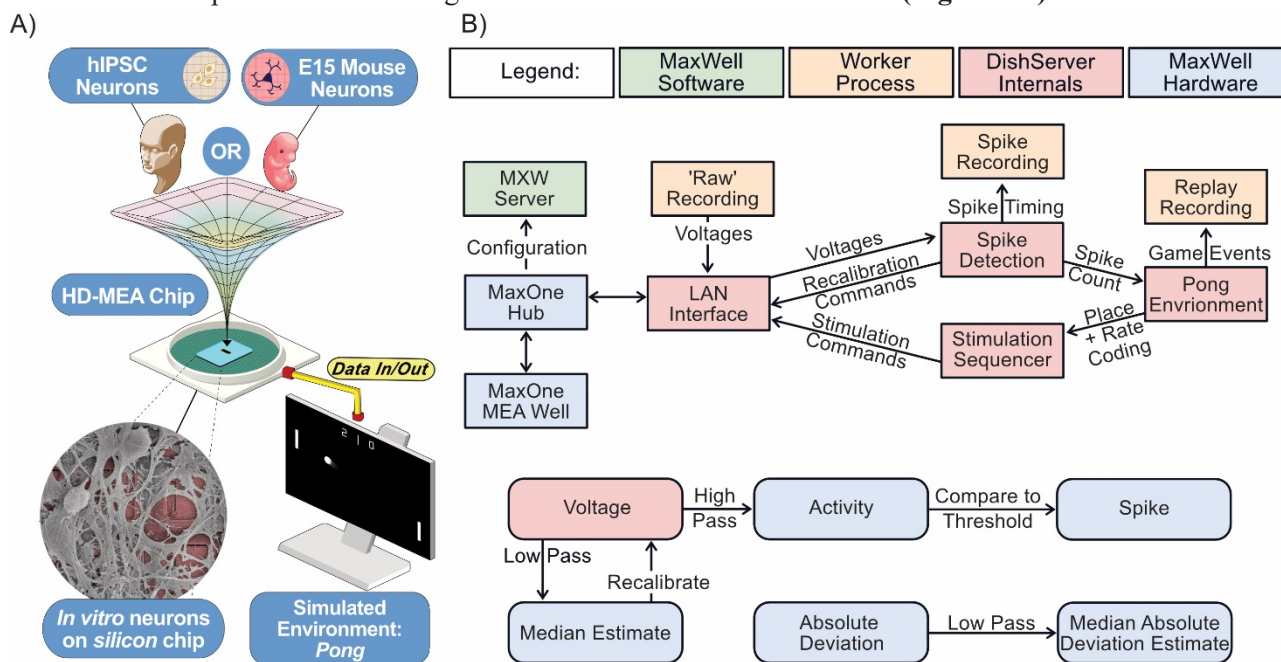 A)
hIPSC
Neurons
E15 Mouse
Neurons
OR
HD-MEA Chip
Data In/Out
2 1 0
In vitro neurons
on silicon chip
Simulated
Environment:
Pong
B)
Legend:
MaxWell
Software
Worker
Process
DishServer
Internals
MaxWell
Hardware
MXW
Server
'Raw'
Recording
Spike
Recording
Replay
Recording
Configuration
Voltages
Spike Timing
Game Events
Voltages
Recalibration
Commands
Spike
Detection
Spike
Count
Pong
Envrionment
MaxOne
Hub
LAN
Interface
Stimulation
Commands
Stimulation
Sequencer
Place
+ Rate
Coding
MaxOne
MEA Well
Voltage
High
Pass
Activity
Compare to
Threshold
Spike
Low Pass
Recalibrate
Median Estimate
Absolute
Deviation
Low Pass
Median Absolute
Deviation Estimate